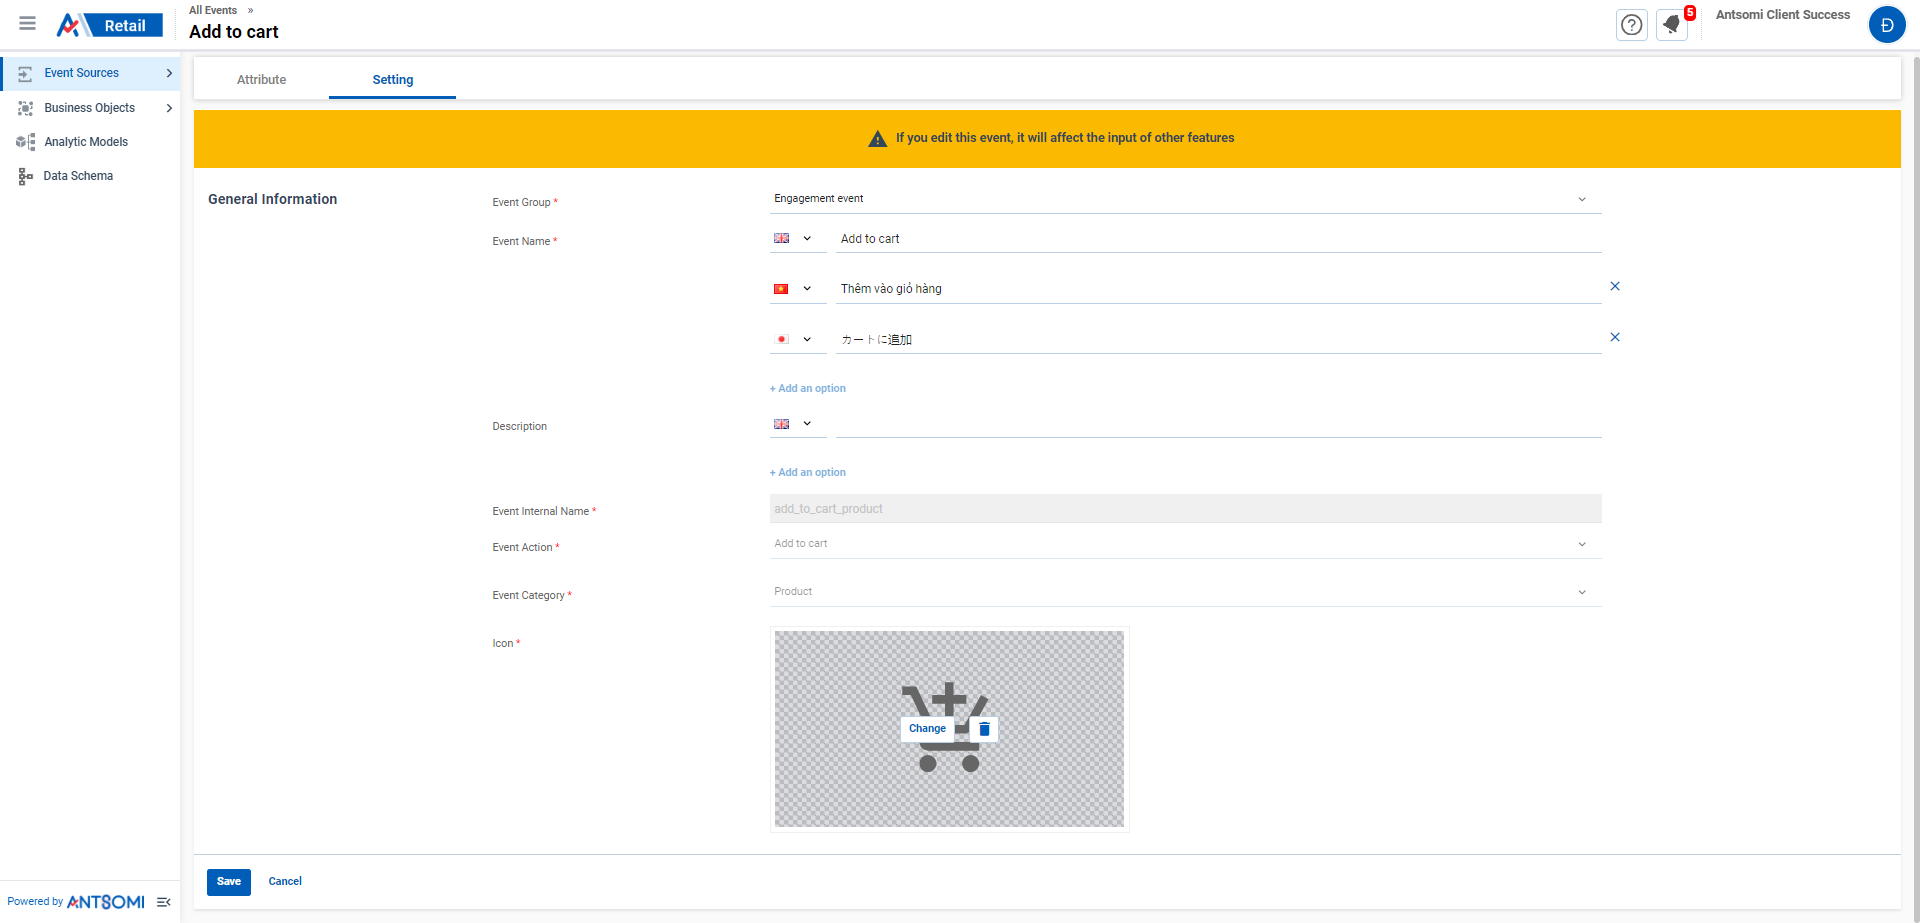 Retail
All Events »
Add to cart
5
Antsomi Client Success
Đ
Event Sources
Business Objects
Analytic Models
Data Schema
Attribute
Setting
If you edit this event, it will affect the input of other features
General Information
Event Group *
Engagement event
Event Name *
Add to cart
Thêm vào giỏ hàng
カートに追加
+ Add an option
Description
+ Add an option
Event Internal Name *
add_to_cart_product
Event Action *
Add to cart
Event Category *
Product
Icon *
Change
Save
Cancel
Powered by ANTSOMI